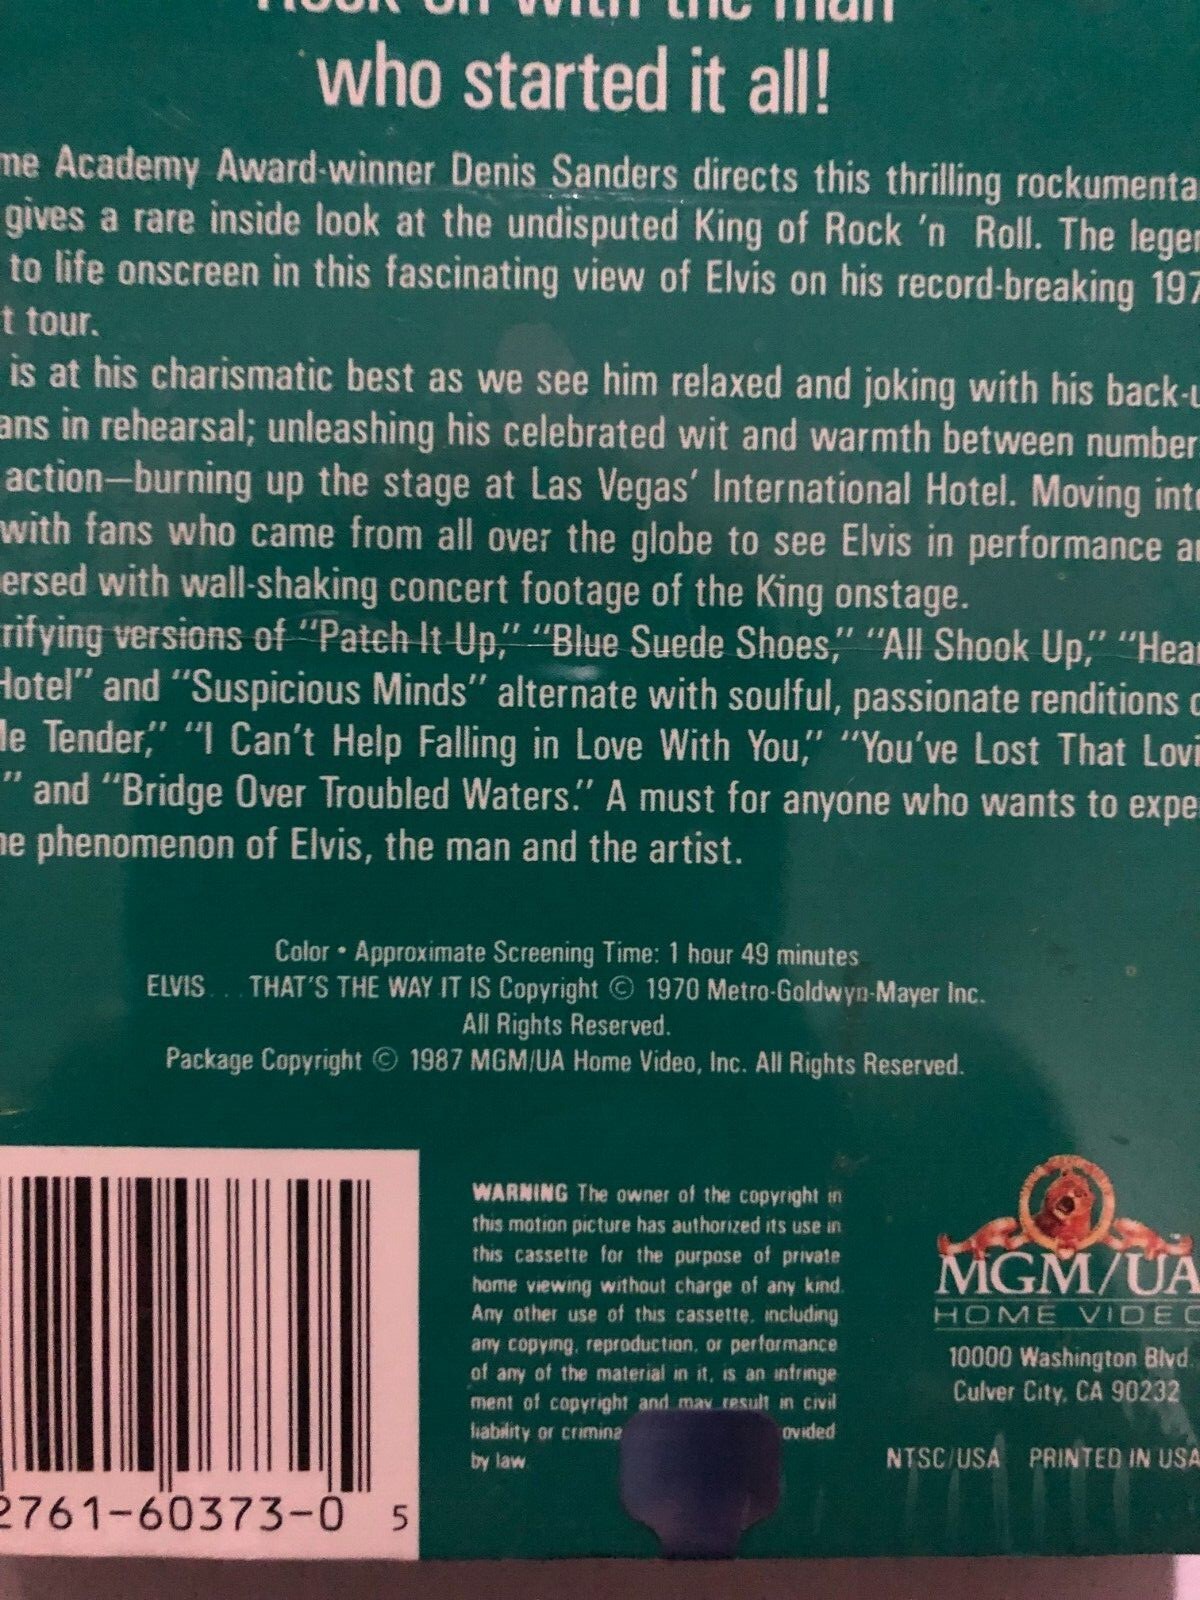 Rock on with the man
who started it all!
me Academy Award-winner Denis Sanders directs this thrilling rockumenta
gives a rare inside look at the undisputed King of Rock 'n Roll. The leger
to life onscreen in this fascinating view of Elvis on his record-breaking 197
t tour.
is at his charismatic best as we see him relaxed and joking with his back-u
ans in rehearsal; unleashing his celebrated wit and warmth between number
action—burning up the stage at Las Vegas' International Hotel. Moving int
with fans who came from all over the globe to see Elvis in performance ar
ersed with wall-shaking concert footage of the King onstage.
rifying versions of "Patch It Up," "Blue Suede Shoes," "All Shook Up," "Hear
Hotel" and "Suspicious Minds" alternate with soulful, passionate renditions o
Me Tender," "I Can't Help Falling in Love With You," "You've Lost That Lovi
" and "Bridge Over Troubled Waters." A must for anyone who wants to expe
he phenomenon of Elvis, the man and the artist.
Color • Approximate Screening Time: 1 hour 49 minutes
ELVIS... THAT'S THE WAY IT IS Copyright © 1970 Metro-Goldwyn-Mayer Inc.
All Rights Reserved.
Package Copyright © 1987 MGM/UA Home Video, Inc. All Rights Reserved.
WARNING The owner of the copyright in
this motion picture has authorized its use in
this cassette for the purpose of private
home viewing without charge of any kind.
Any other use of this cassette, including
any copying, reproduction, or performance
of any of the material in it, is an infringe
ment of copyright and may result in civil
liability or crimina ovided
by law.
2761-60373-0 5
MGM/UA
HOME VIDEO
10000 Washington Blvd.
Culver City, CA 90232
NTSC/USA PRINTED IN USA